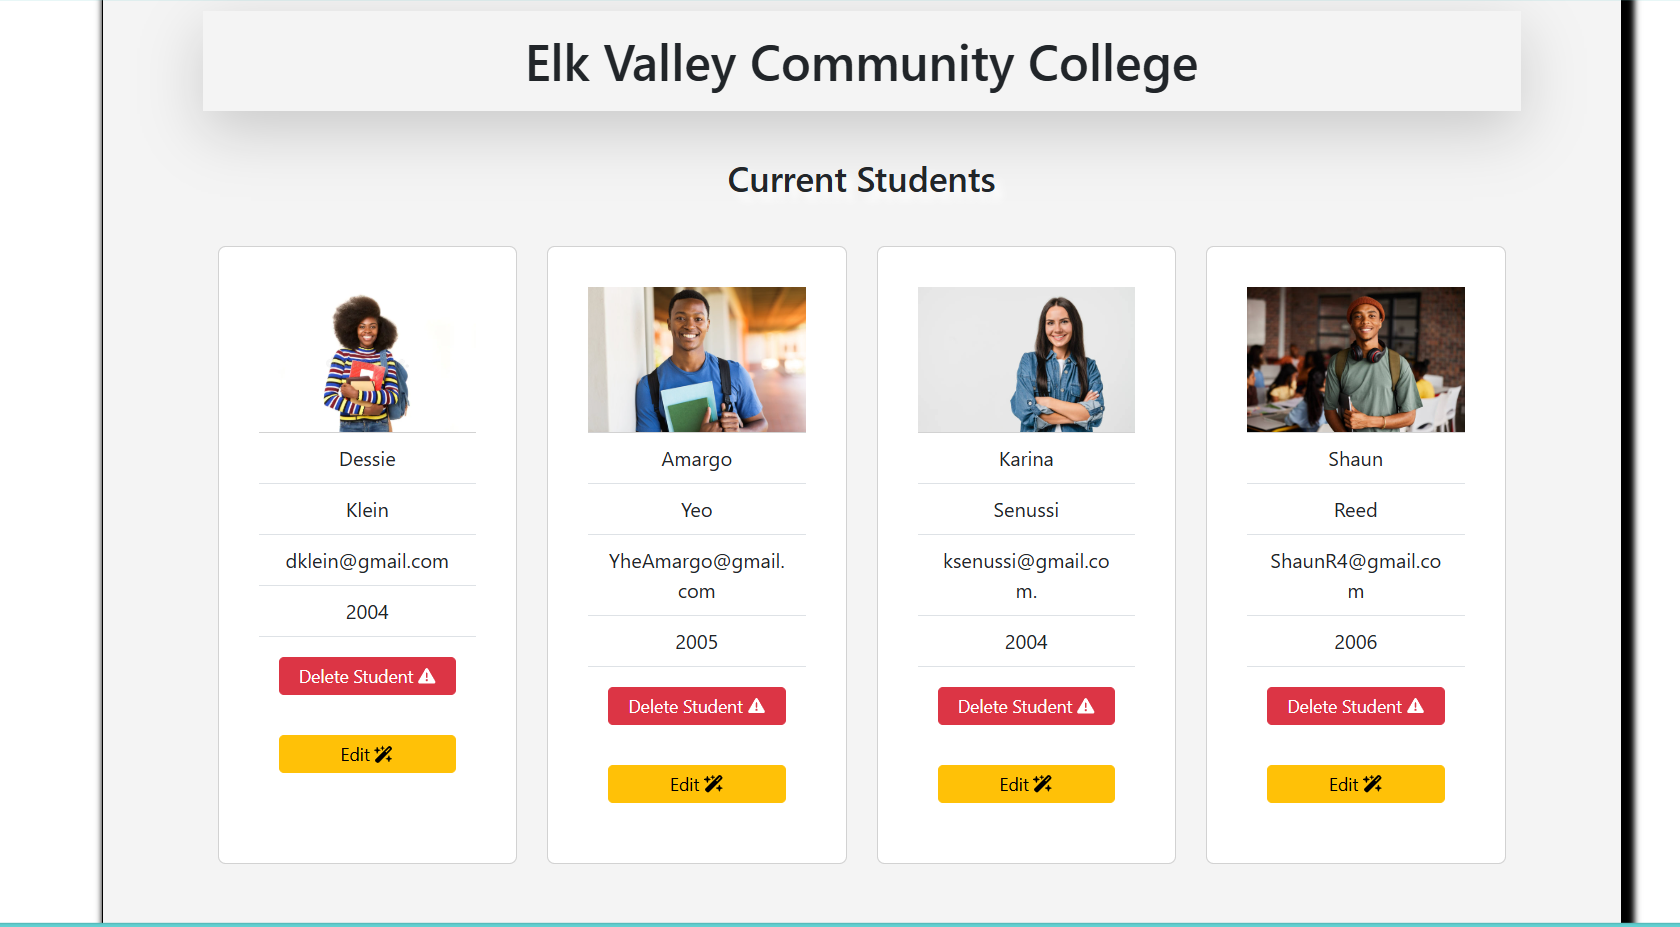 Elk Valley Community College
Current Students
Dessie
Klein
dklein@gmail.com
2004
Delete Student
Edit
Amargo
Yeo
YheAmargo@gmail.
com
2005
Delete Student
Edit
Karina
Senussi
ksenussi@gmail.co
m.
2004
Delete Student
Edit
Shaun
Reed
ShaunR4@gmail.co
m
2006
Delete Student
Edit